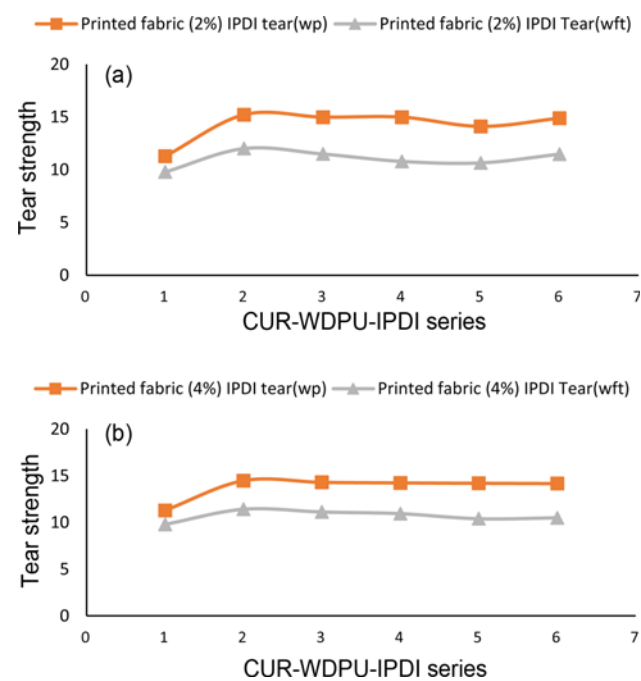 Printed fabric (2%) IPDI tear(wp) Printed fabric (2%) IPDI Tear(wft)
(a)
Tear strength
20
15
10
5
0
0 1 2 3 4 5 6 7
CUR-WDPU-IPDI series
Printed fabric (4%) IPDI tear(wp) Printed fabric (4%) IPDI Tear(wft)
(b)
Tear strength
20
15
10
5
0
0 1 2 3 4 5 6 7
CUR-WDPU-IPDI series